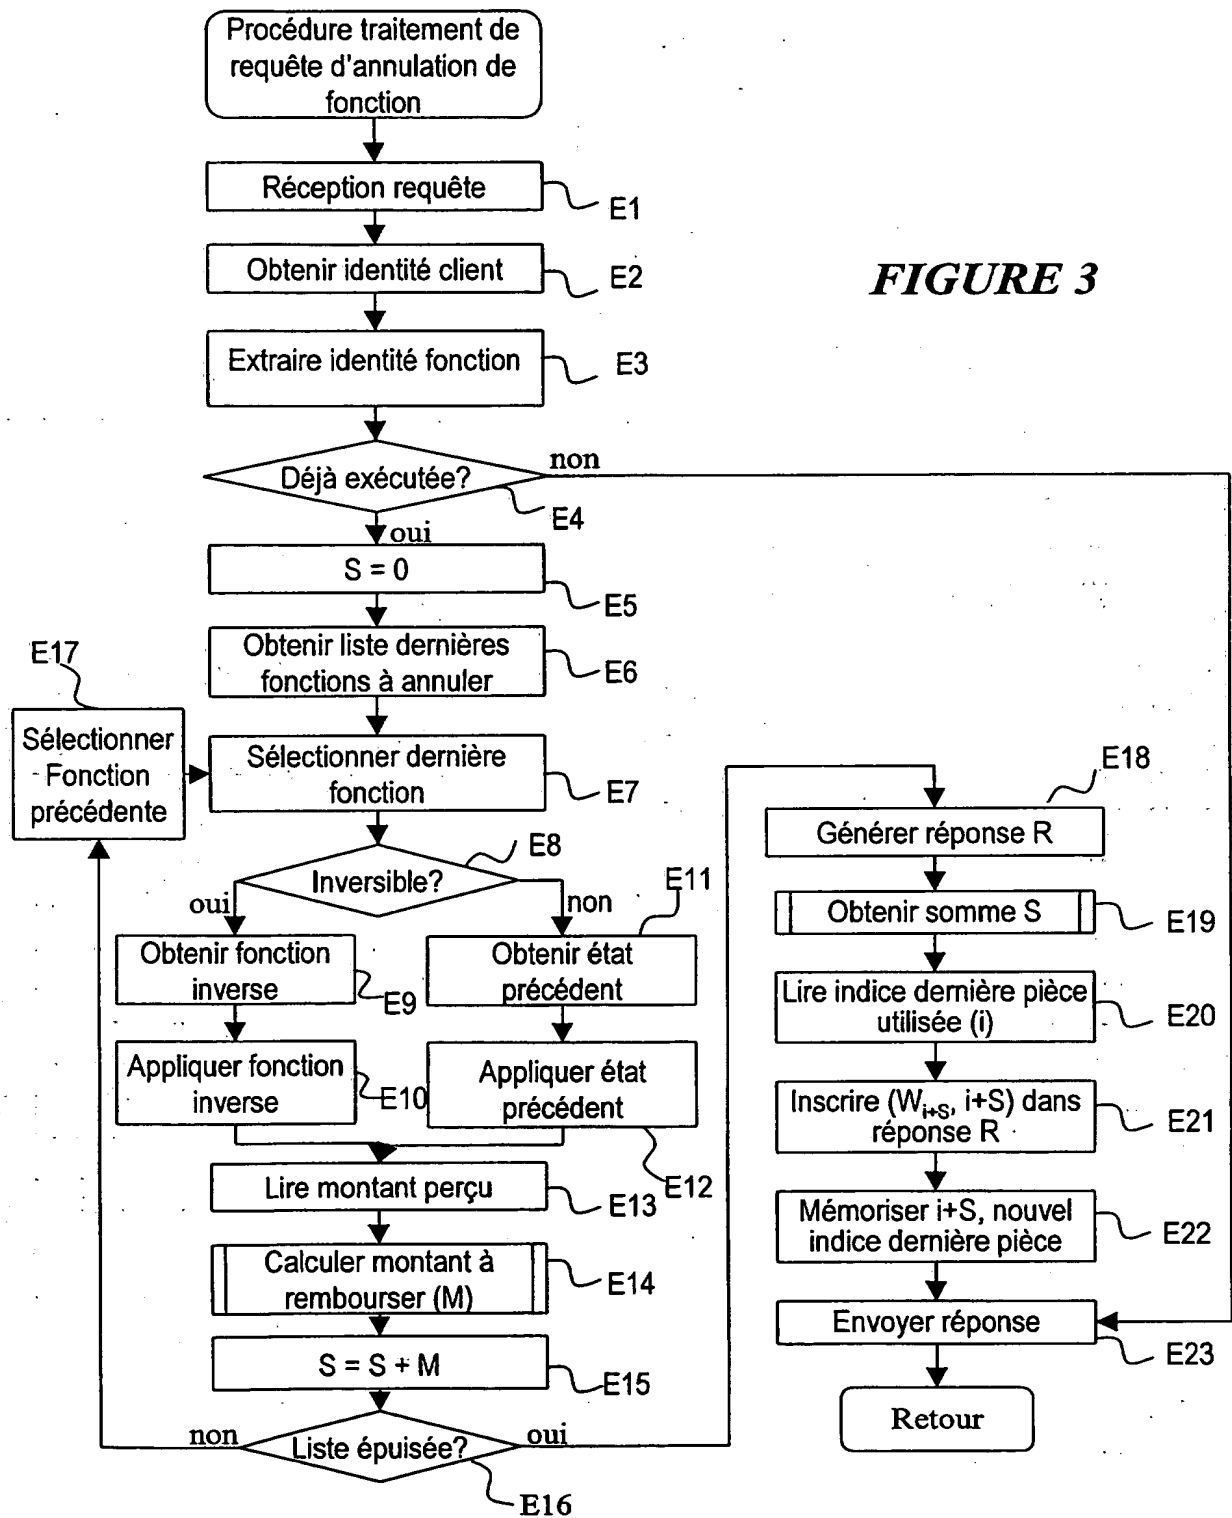 Procédure traitement de
requête d'annulation de
fonction
Réception requête
E1
Obtenir identité client
E2
FIGURE 3
Extraire identité fonction
E3
Déjà exécutée?
non
E4
oui
S = 0
E5
Obtenir liste dernières
fonctions à annuler
E6
E17
Sélectionner
Fonction
précédente
Sélectionner dernière
fonction
E7
Inversible?
E8
oui
non
Obtenir fonction
inverse
E9
E11
Obtenir état
précédent
Appliquer fonction
inverse
E10
Appliquer état
précédent
E12
Lire montant perçu
E13
Calculer montant à
rembourser (M)
E14
S = S + M
E15
non
Liste épuisée?
oui
E16
E18
Générer réponse R
Obtenir somme S
E19
Lire indice dernière pièce
utilisée (i)
E20
Inscrire (W_{i+S}, i+S) dans
réponse R
E21
Mémoriser i+S, nouvel
indice dernière pièce
E22
Envoyer réponse
E23
Retour